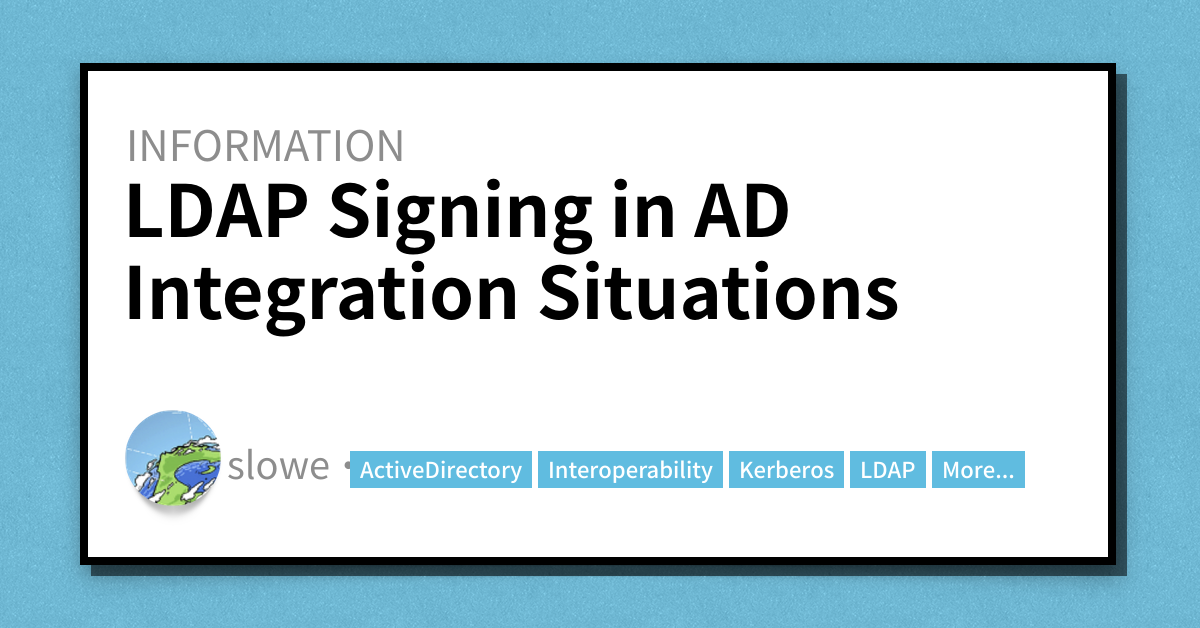 INFORMATION
LDAP Signing in AD
Integration Situations
slowe • ActiveDirectory Interoperability Kerberos LDAP More...